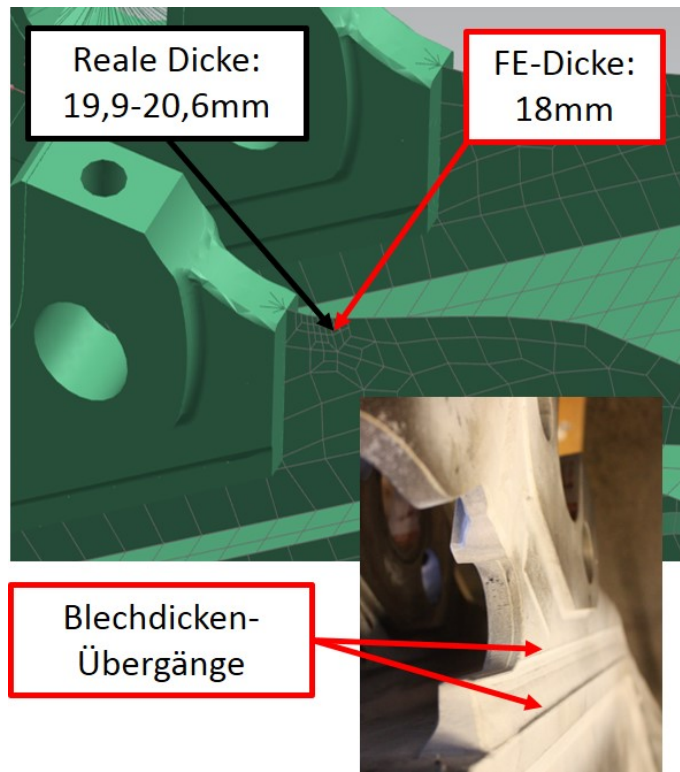 Reale Dicke:
19,9-20,6mm
FE-Dicke:
18mm
Blechdicken-
Übergänge